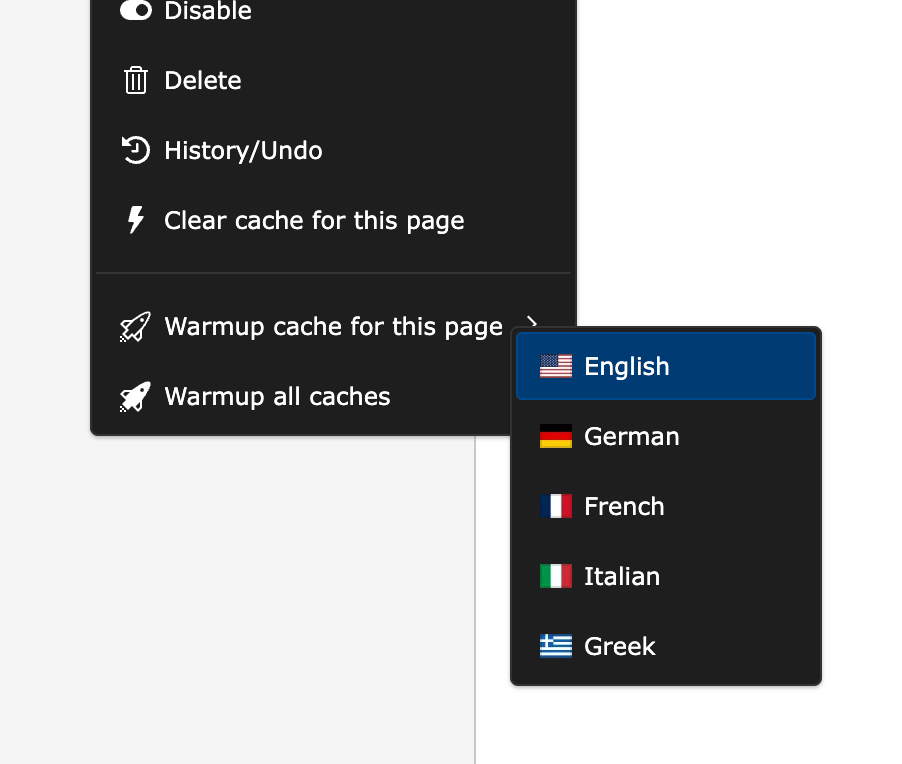 Disable
Delete
History/Undo
Clear cache for this page
Warmup cache for this page
Warmup all caches
English
German
French
Italian
Greek